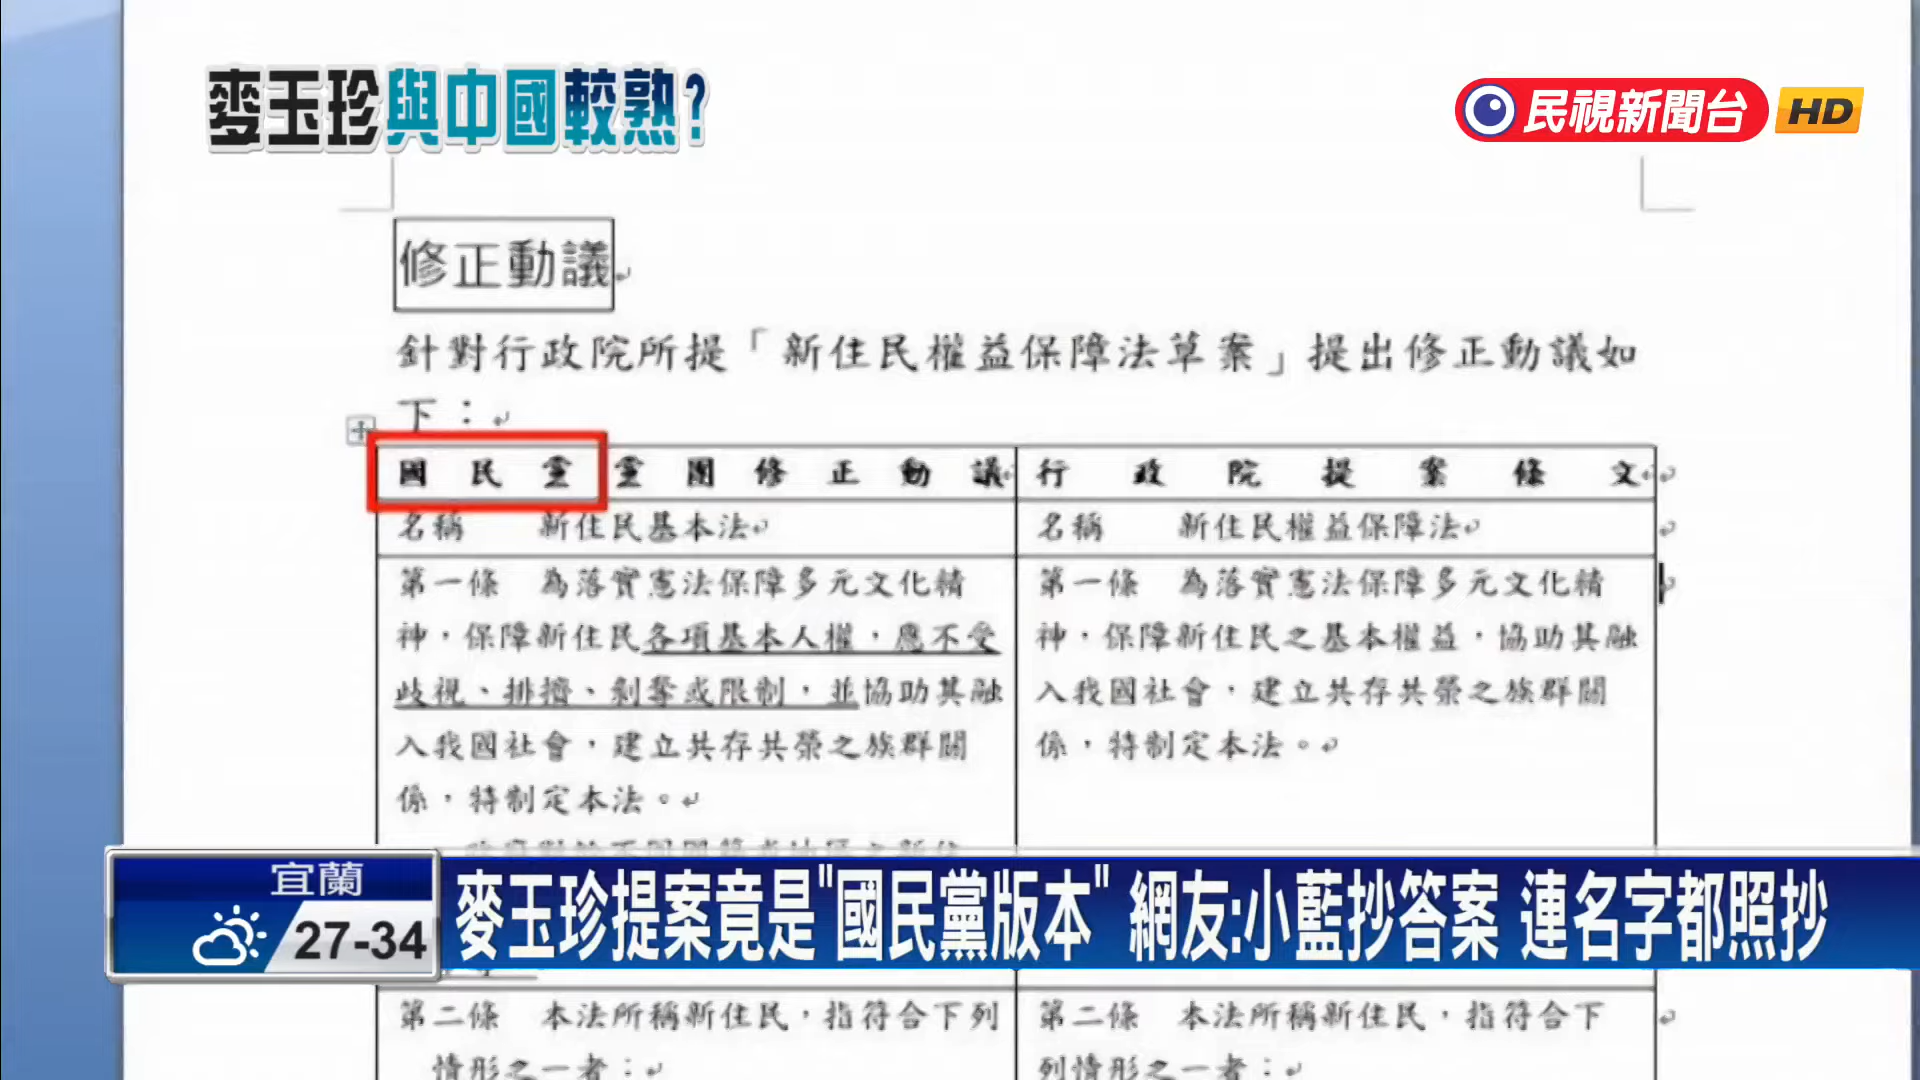 麥玉珍與中國較熟?
民視新聞台 HD
修正動議
針對行政院所提「新住民權益保障法草案」提出修正動議如
下：
國民黨黨團修正動議
行政院提案條文
名稱　新住民基本法
名稱　新住民權益保障法
第一條　為落實憲法保障多元文化精
神，保障新住民各項基本人權，應不受
歧視、排擠、剝奪或限制，並協助其融
入我國社會，建立共存共榮之族群關
係，特制定本法。
第一條　為落實憲法保障多元文化精
神，保障新住民之基本權益，協助其融
入我國社會，建立共存共榮之族群關
係，特制定本法。
宜蘭
27-34
麥玉珍提案竟是"國民黨版本" 網友:小藍抄答案 連名字都照抄
第二條　本法所稱新住民，指符合下列
情形之一者：
第二條　本法所稱新住民，指符合下
列情形之一者：